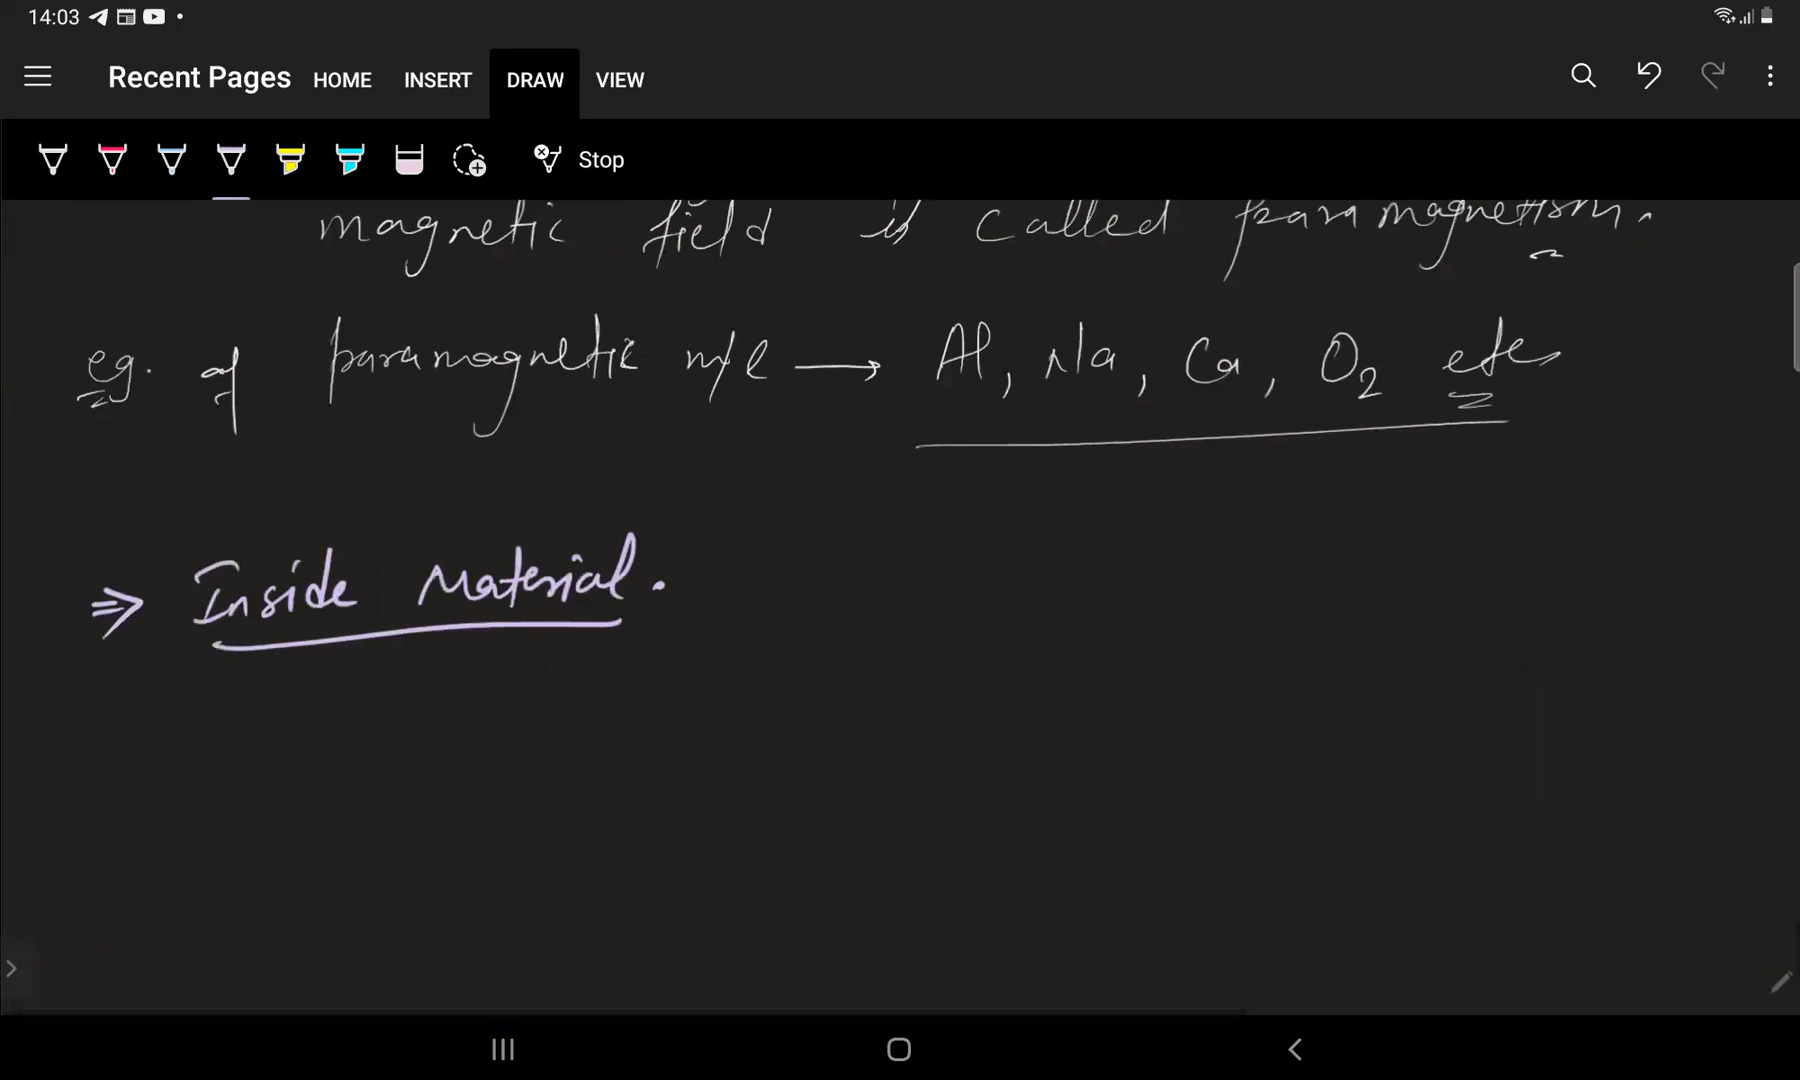 14:03
Recent Pages HOME INSERT DRAW VIEW
Stop
magnetic field is called paramagnetism.
eg. of paramagnetic m/l → Al, Na, Ca, O₂ etc
⇒ Inside Material.